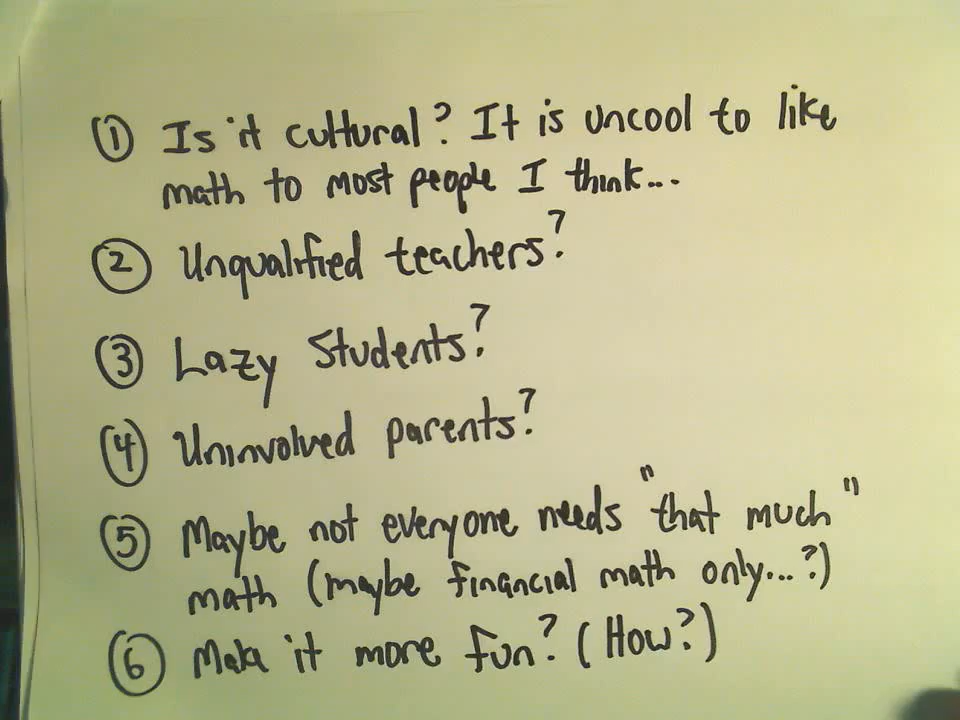 ① Is it cultural? It is uncool to like
math to most people I think...
② Unqualified teachers?
③ Lazy Students?
④ Uninvolved parents?
⑤ Maybe not everyone needs "that much"
math (maybe financial math only...?)
⑥ Make it more fun? (How?)